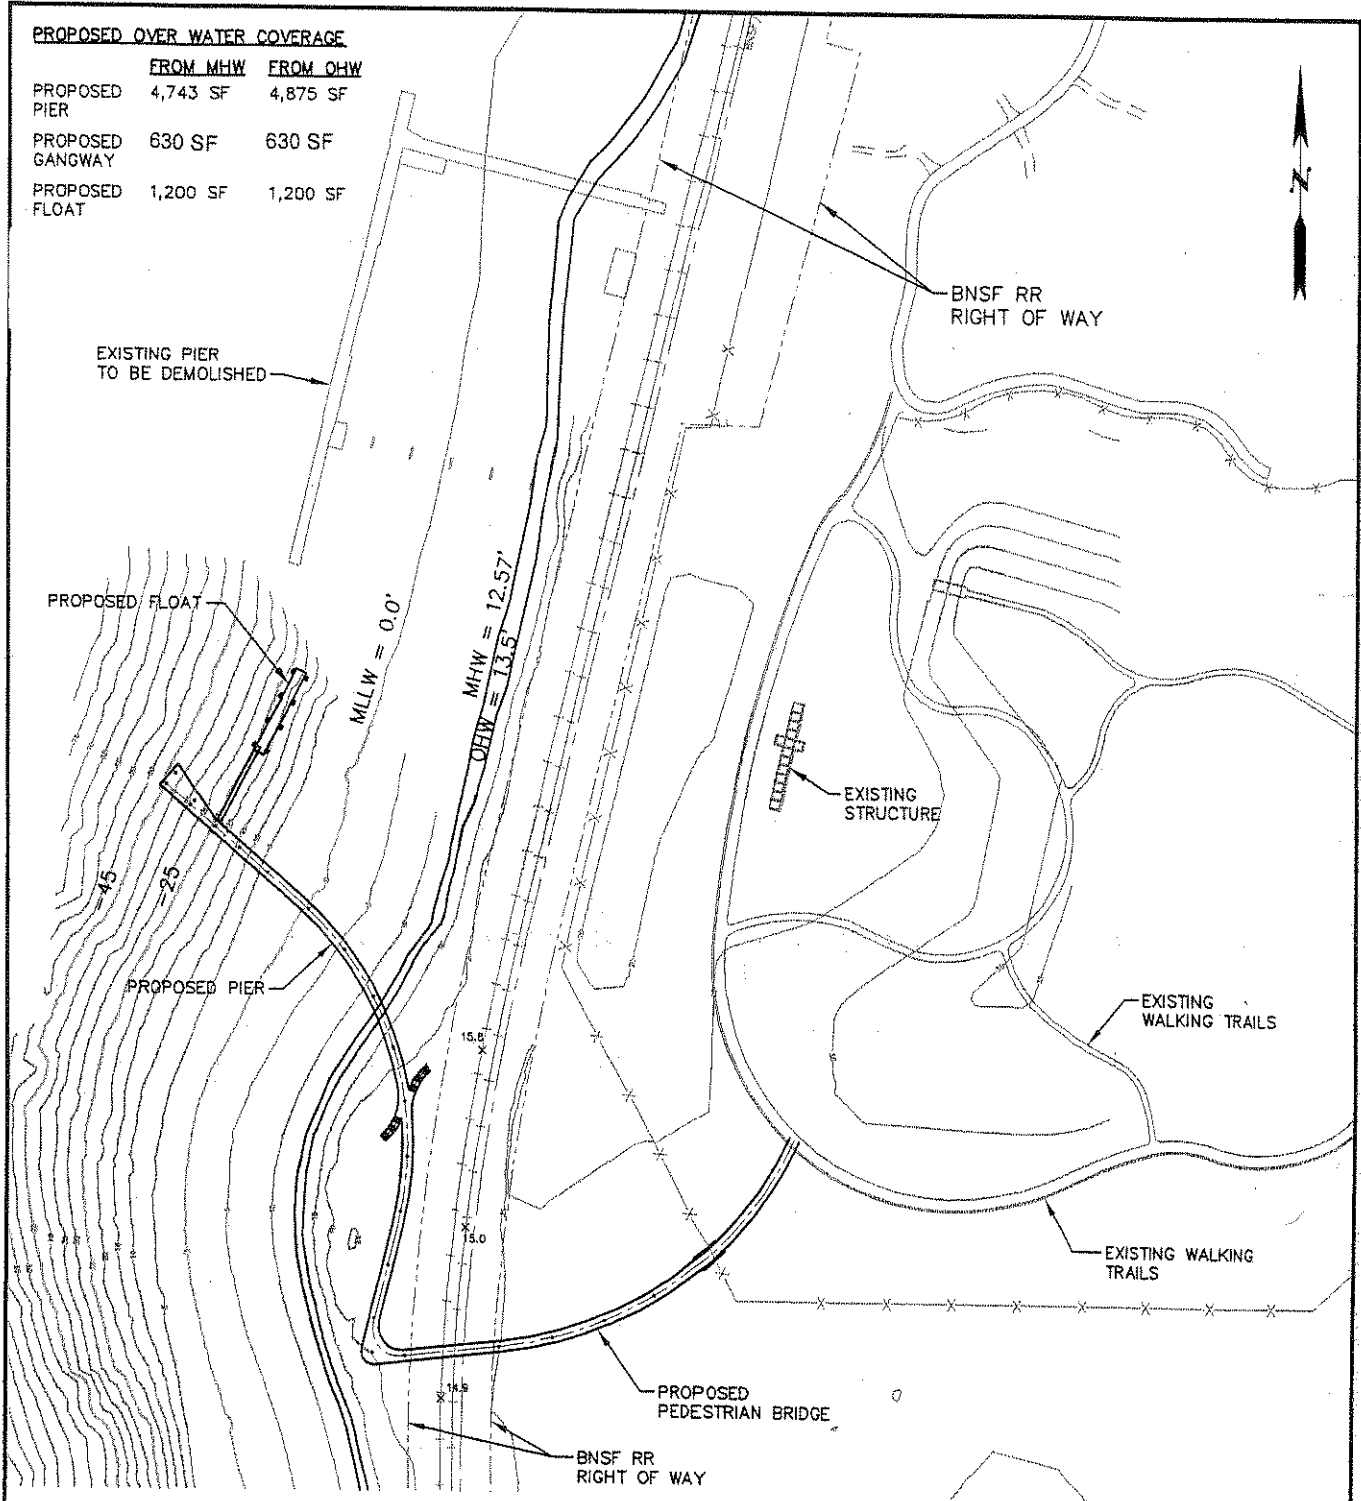 PROPOSED OVER WATER COVERAGE
FROM MHW FROM OHW
PROPOSED PIER 4,743 SF 4,875 SF
PROPOSED GANGWAY 630 SF 630 SF
PROPOSED FLOAT 1,200 SF 1,200 SF
N
BNSF RR
RIGHT OF WAY
EXISTING PIER
TO BE DEMOLISHED
PROPOSED FLOAT
MLLW = 0.0'
MHW = 12.57'
OHW = 13.5'
EXISTING
STRUCTURE
-45
-25
PROPOSED PIER
EXISTING
WALKING TRAILS
15.8
15.0
EXISTING WALKING
TRAILS
14.9
PROPOSED
PEDESTRIAN BRIDGE
BNSF RR
RIGHT OF WAY